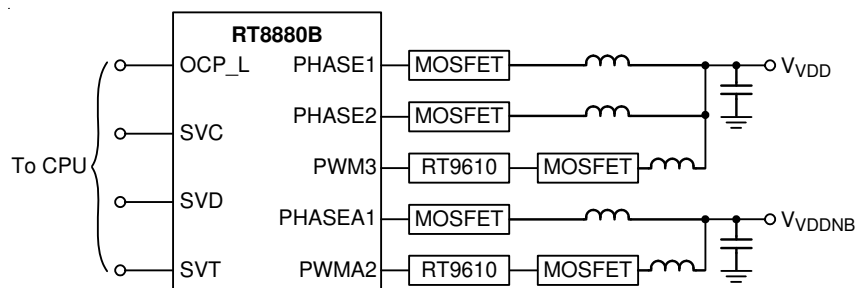 RT8880B
OCP_L
PHASE1
MOSFET
V_VDD
PHASE2
MOSFET
SVC
To CPU
PWM3
RT9610
MOSFET
SVD
PHASEA1
MOSFET
V_VDDNB
SVT
PWMA2
RT9610
MOSFET